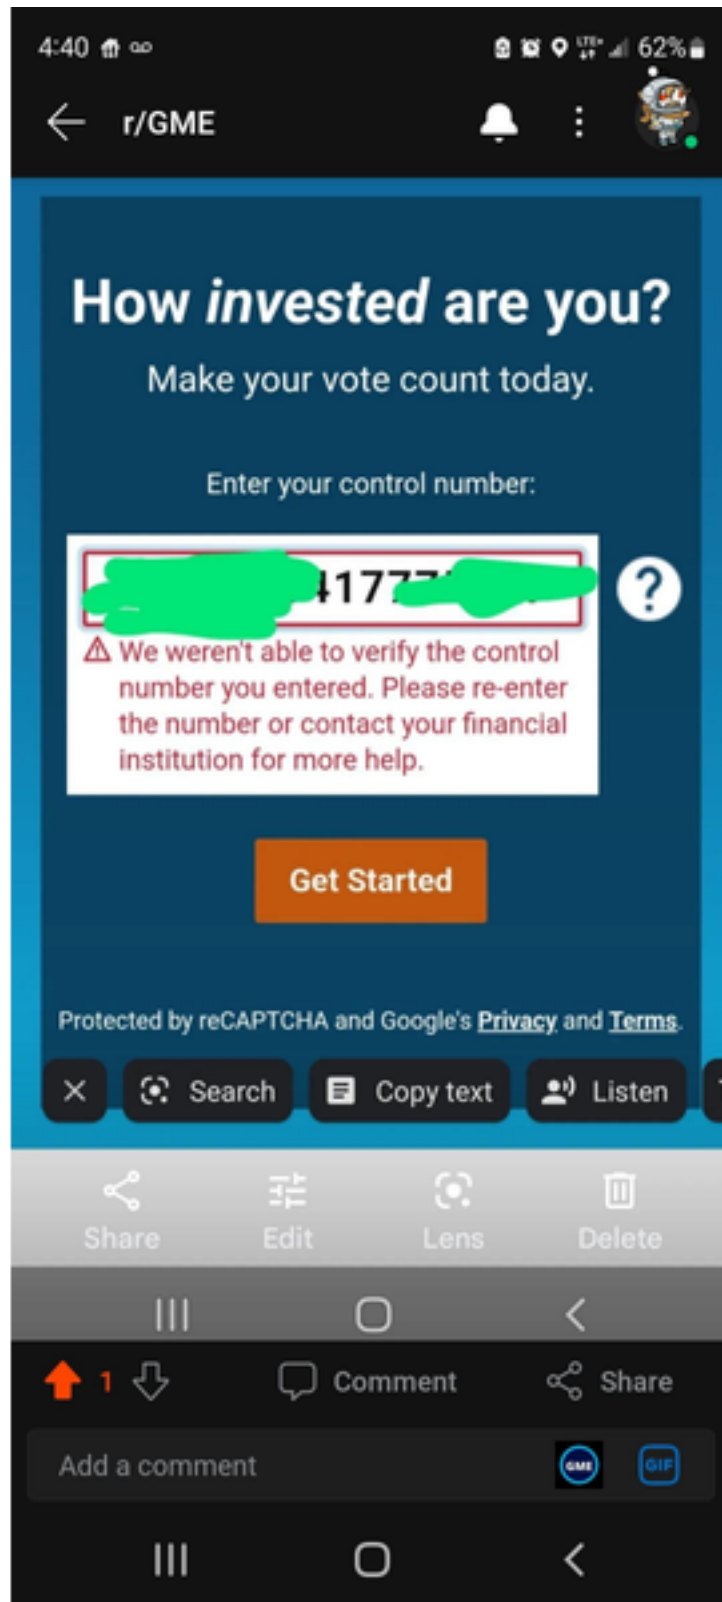 4:40
LTE+
62%
r/GME
How invested are you?
Make your vote count today.
Enter your control number:
4177
We weren't able to verify the control
number you entered. Please re-enter
the number or contact your financial
institution for more help.
Get Started
Protected by reCAPTCHA and Google's Privacy and Terms.
Search
Copy text
Listen
Share
Edit
Lens
Delete
1
Comment
Share
Add a comment
GME
GIF